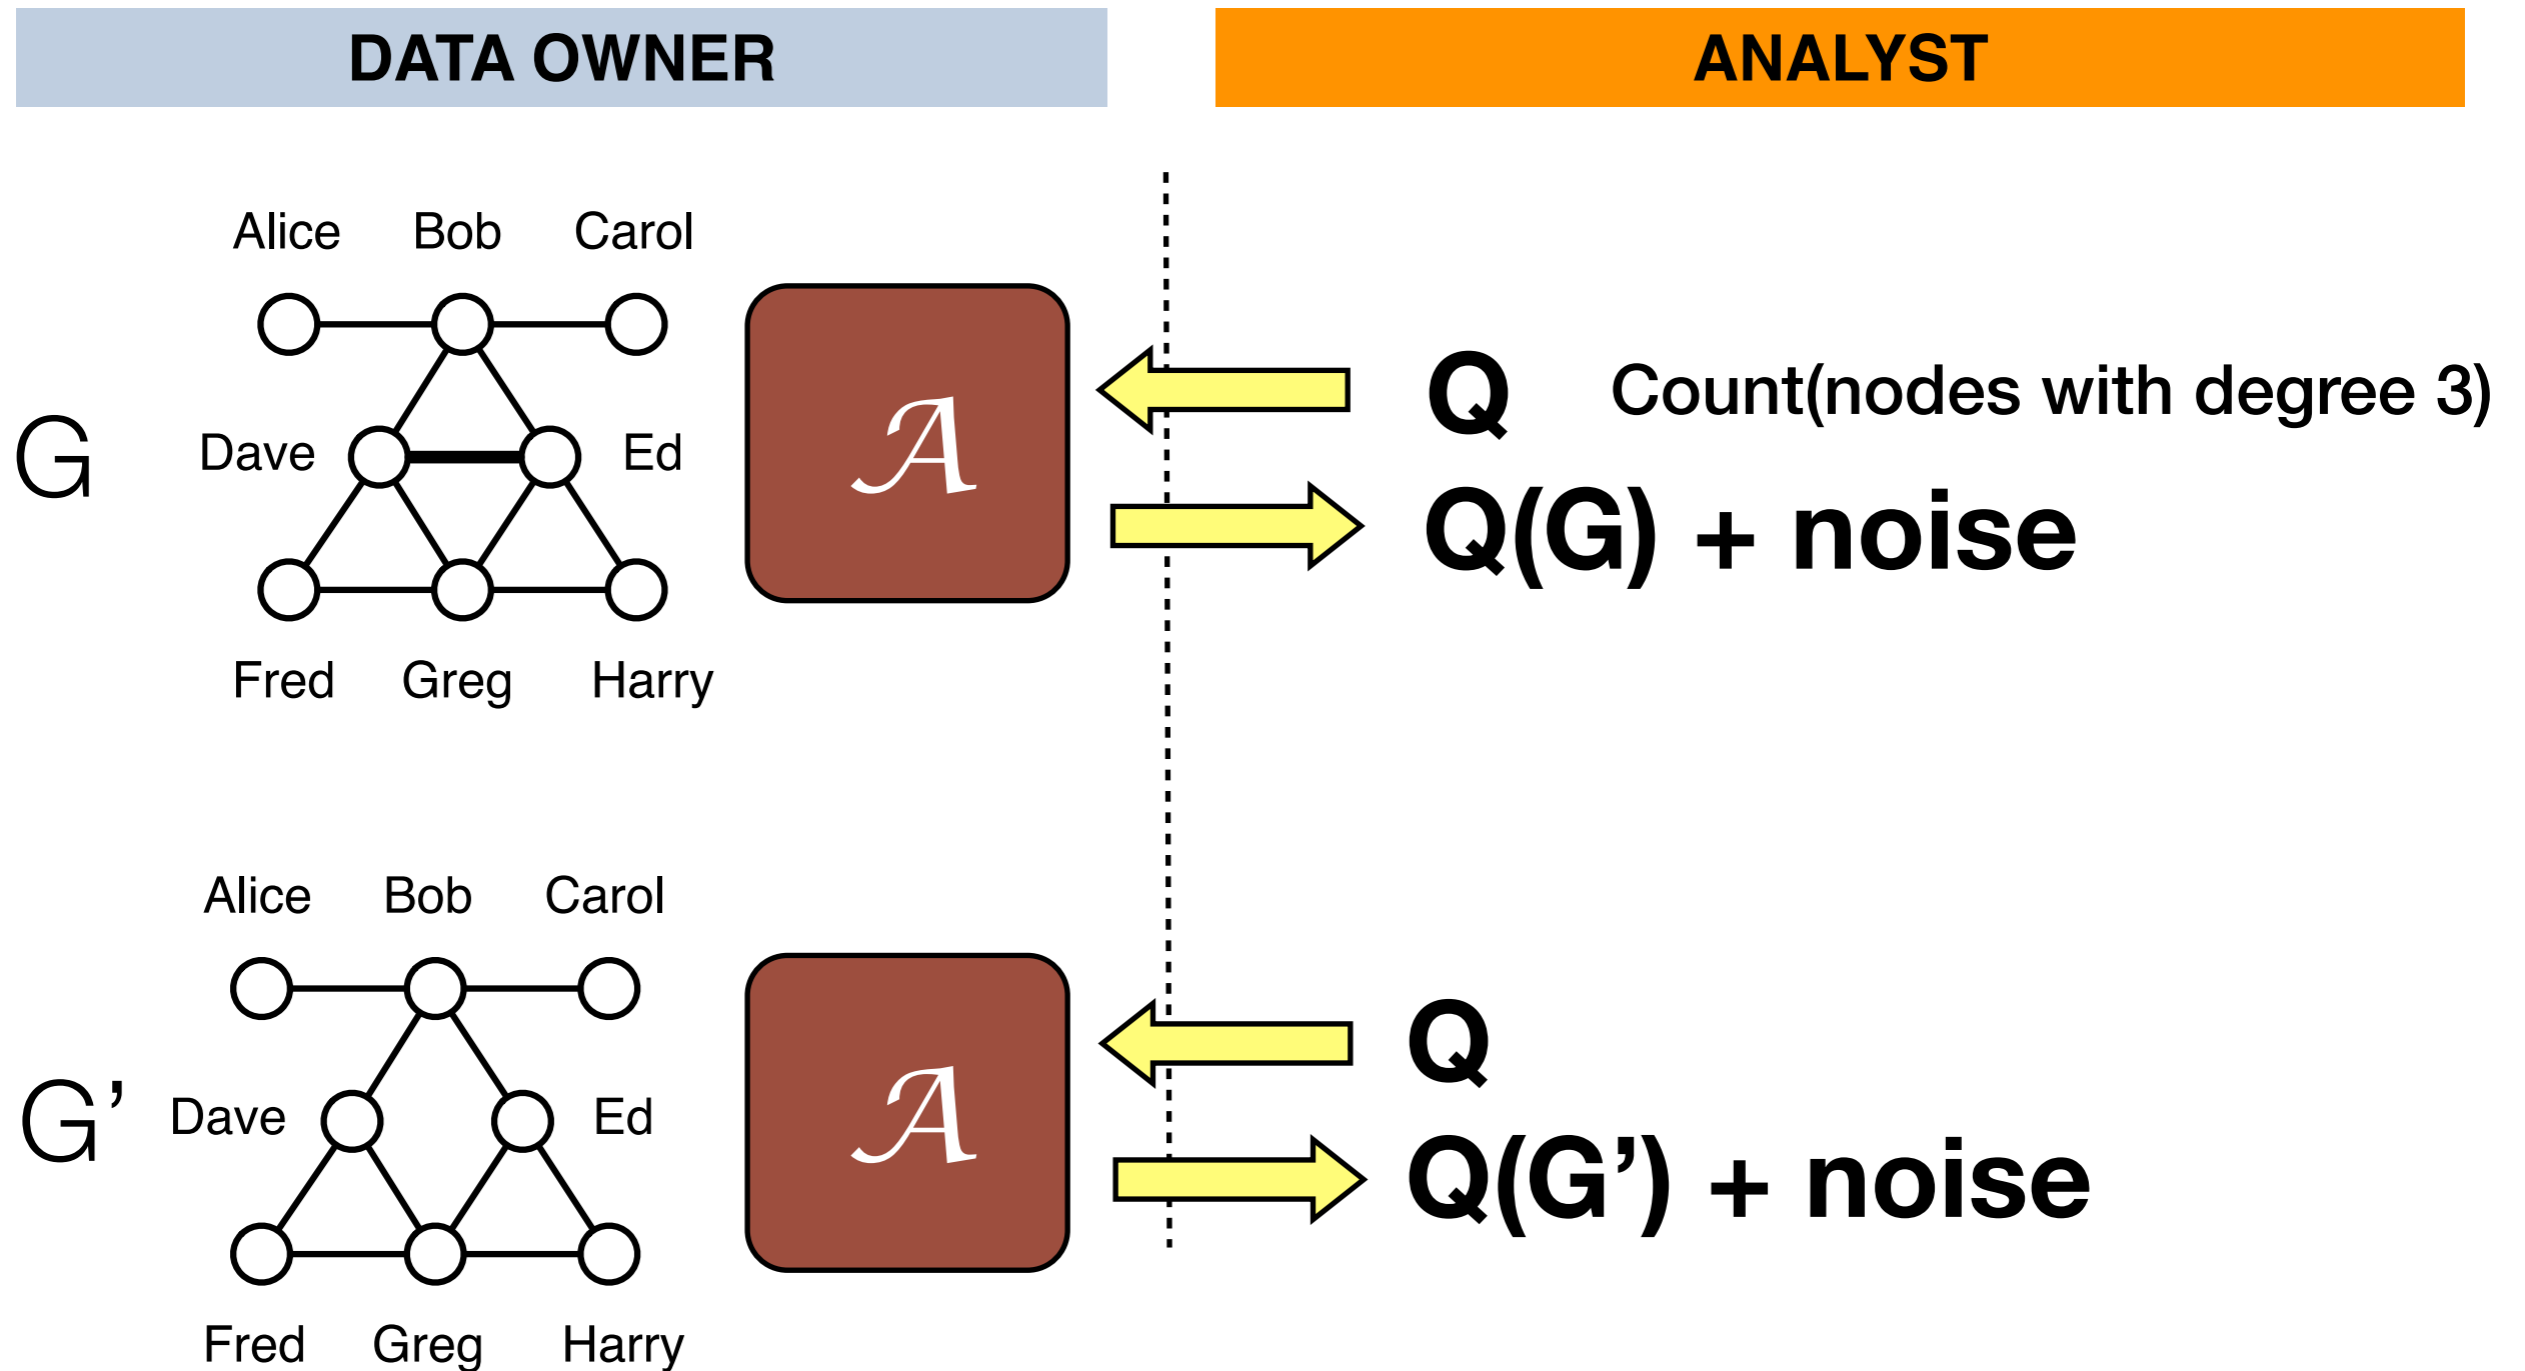 DATA OWNER
ANALYST
Alice Bob Carol
G
Dave Ed
Fred Greg Harry
𝒜
Q Count(nodes with degree 3)
Q(G) + noise
Alice Bob Carol
G’
Dave Ed
Fred Greg Harry
𝒜
Q
Q(G’) + noise